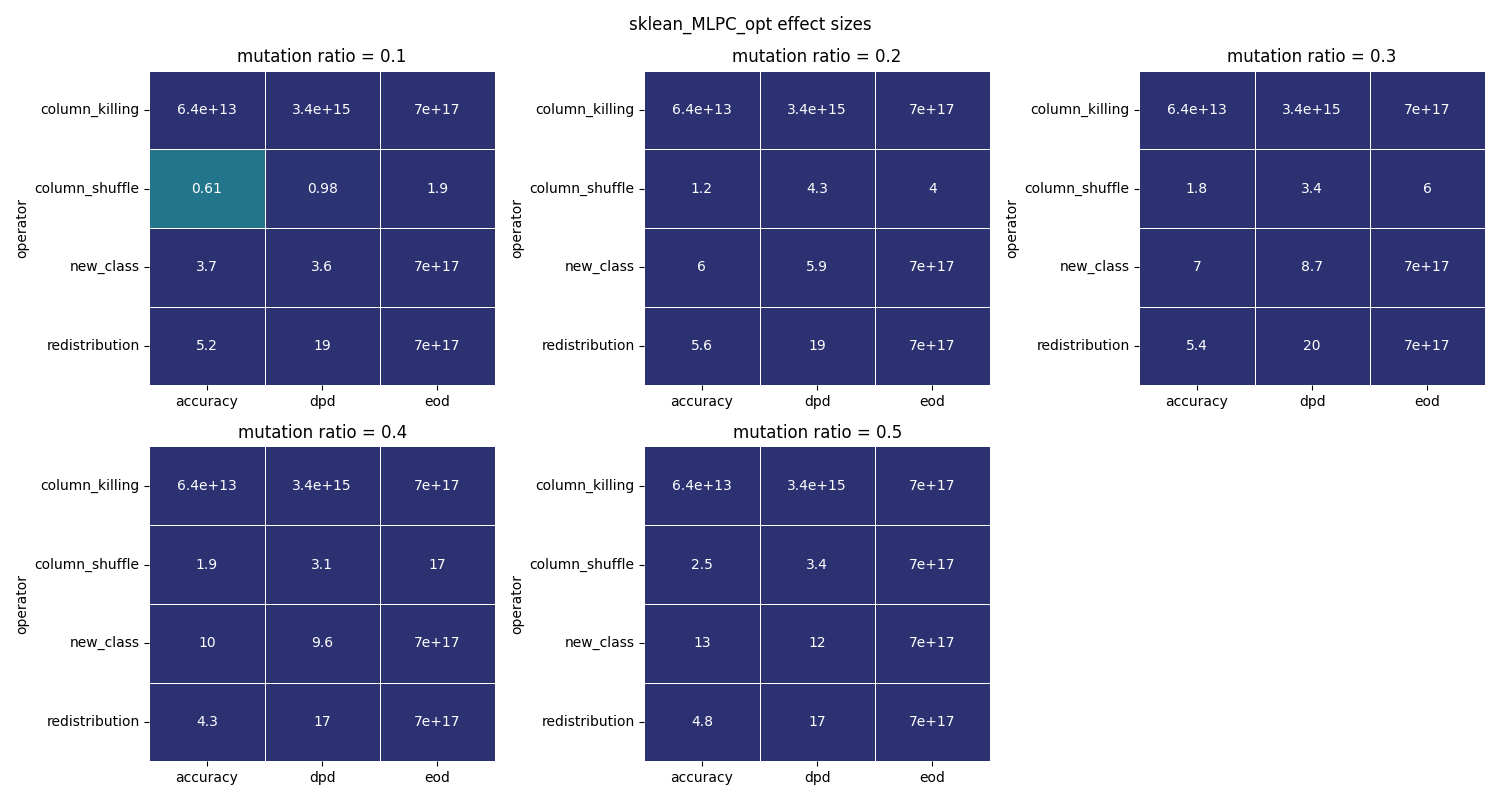 sklean_MLPC_opt effect sizes
mutation ratio = 0.1
operator
column_killing 6.4e+13 3.4e+15 7e+17
column_shuffle 0.61 0.98 1.9
new_class 3.7 3.6 7e+17
redistribution 5.2 19 7e+17
accuracy dpd eod
mutation ratio = 0.2
operator
column_killing 6.4e+13 3.4e+15 7e+17
column_shuffle 1.2 4.3 4
new_class 6 5.9 7e+17
redistribution 5.6 19 7e+17
accuracy dpd eod
mutation ratio = 0.3
operator
column_killing 6.4e+13 3.4e+15 7e+17
column_shuffle 1.8 3.4 6
new_class 7 8.7 7e+17
redistribution 5.4 20 7e+17
accuracy dpd eod
mutation ratio = 0.4
operator
column_killing 6.4e+13 3.4e+15 7e+17
column_shuffle 1.9 3.1 17
new_class 10 9.6 7e+17
redistribution 4.3 17 7e+17
accuracy dpd eod
mutation ratio = 0.5
operator
column_killing 6.4e+13 3.4e+15 7e+17
column_shuffle 2.5 3.4 7e+17
new_class 13 12 7e+17
redistribution 4.8 17 7e+17
accuracy dpd eod